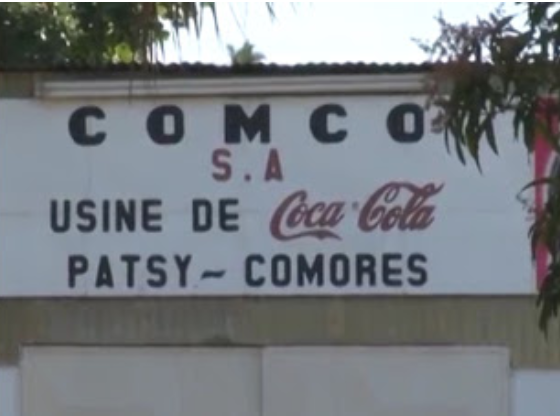 COMCO
S.A
USINE DE Coca-Cola
PATSY ~ COMORES